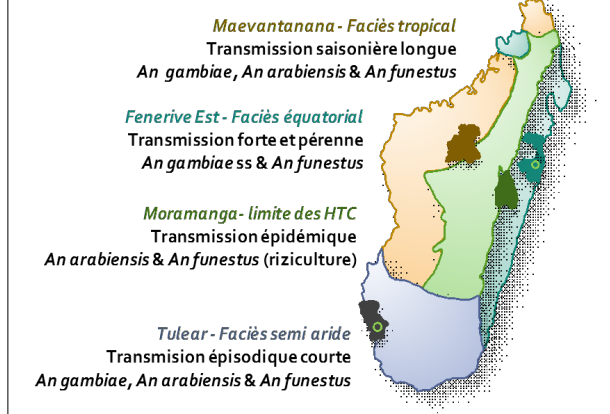 Maevantanana - Faciès tropical
Transmission saisonière longue
An gambiae, An arabiensis & An funestus
Fenerive Est - Faciès équatorial
Transmission forte et pérenne
An gambiae ss & An funestus
Moramanga- limite des HTC
Transmission épidémique
An arabiensis & An funestus (riziculture)
Tulear - Faciès semi aride
Transmision épisodique courte
An gambiae, An arabiensis & An funestus